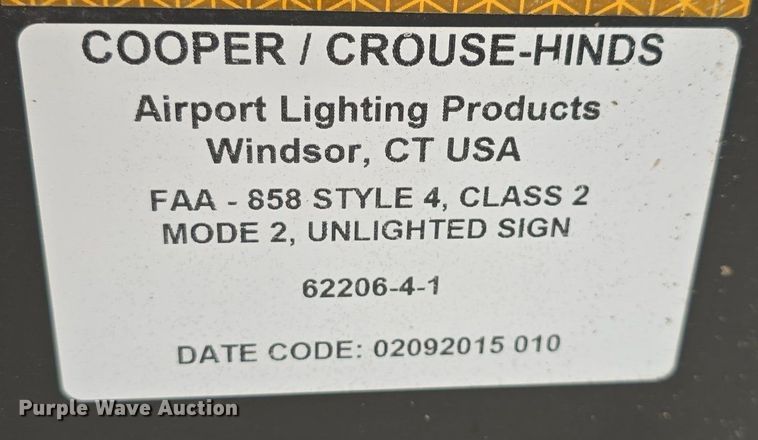 COOPER / CROUSE-HINDS
Airport Lighting Products
Windsor, CT USA
FAA - 858 STYLE 4, CLASS 2
MODE 2, UNLIGHTED SIGN
62206-4-1
DATE CODE: 02092015 010
Purple Wave Auction